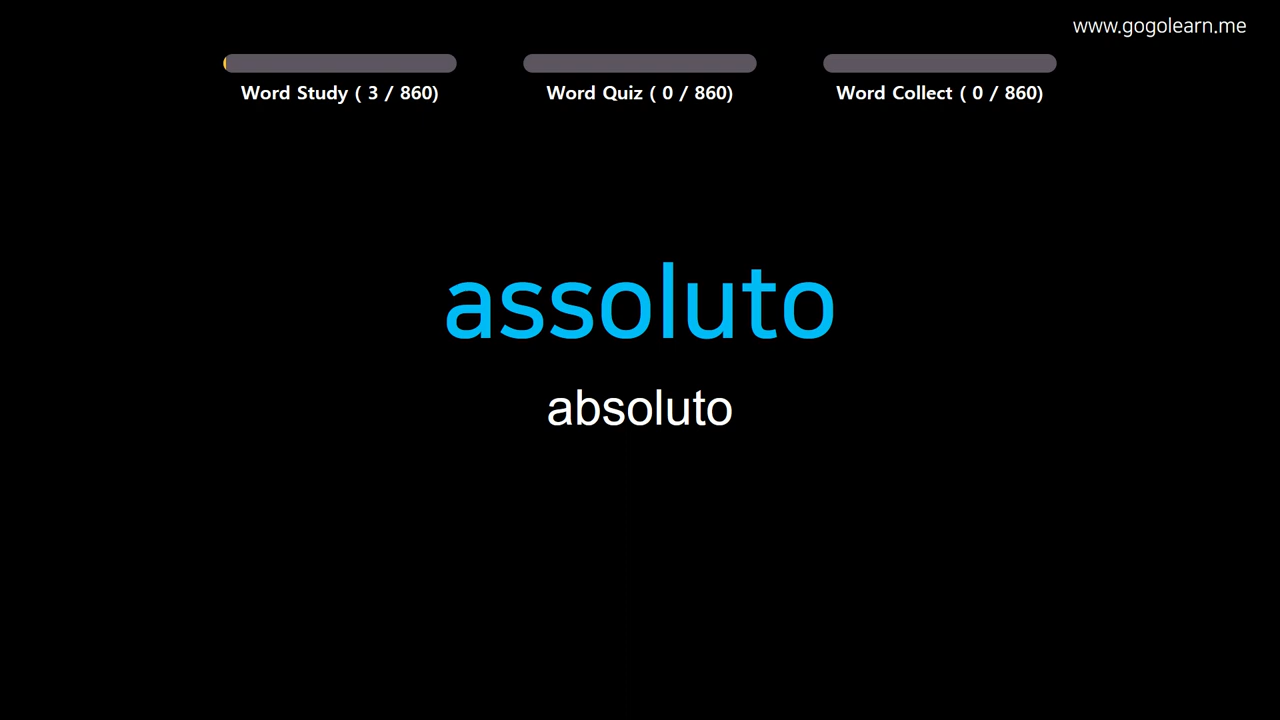 www.gogolearn.me
Word Study ( 3 / 860)
Word Quiz ( 0 / 860)
Word Collect ( 0 / 860)
assoluto
absoluto